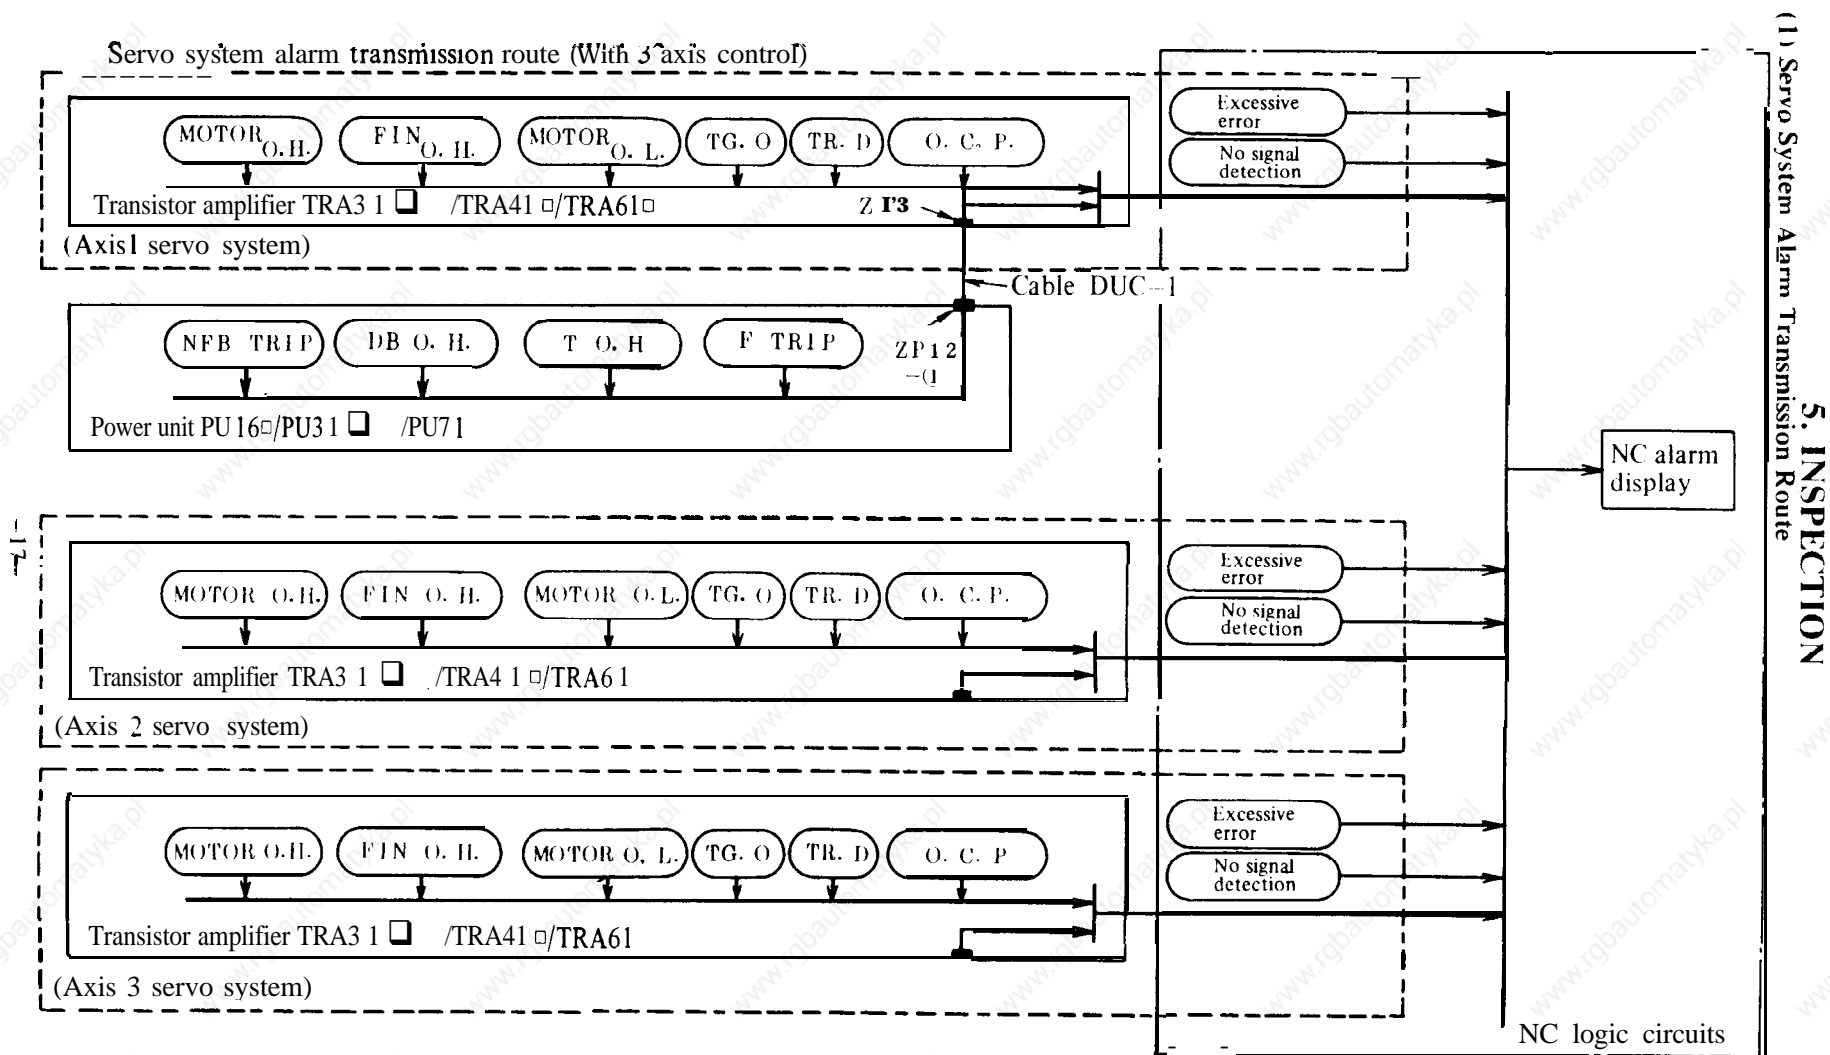 5. INSPECTION
(1) Servo System Alarm Transmission Route
Servo system alarm transmission route (With 3 axis control)
MOTOR O.H.
FIN O.H.
MOTOR O.L.
TG. O
TR. D
O. C. P.
Transistor amplifier TRA31□ /TRA41□/TRA61□
(Axis1 servo system)
Excessive
error
No signal
detection
Cable DUC-1
NFB TRIP
DB O. H.
T O. H
F TRIP
ZP12
Power unit PU16□/PU31□ /PU71
NC alarm
display
MOTOR O.H.
FIN O. H.
MOTOR O.L.
TG. O
TR. D
O. C. P.
Transistor amplifier TRA31□ /TRA41□/TRA61
(Axis 2 servo system)
Excessive
error
No signal
detection
MOTOR O.H.
FIN O. H.
MOTOR O. L.
TG. O
TR. D
O. C. P
Transistor amplifier TRA31□ /TRA41□/TRA61
(Axis 3 servo system)
Excessive
error
No signal
detection
NC logic circuits
-17-
www.rgbautomatyka.pl